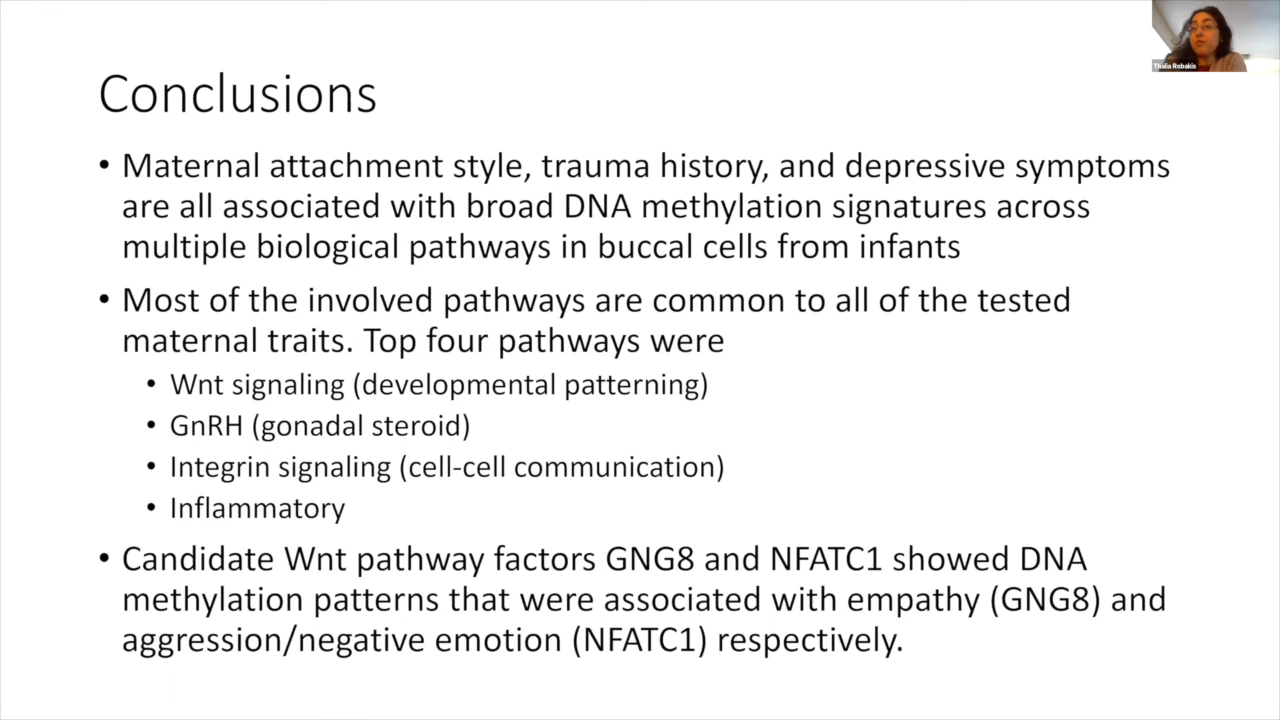 Thalia Robakis
Conclusions
• Maternal attachment style, trauma history, and depressive symptoms
are all associated with broad DNA methylation signatures across
multiple biological pathways in buccal cells from infants
• Most of the involved pathways are common to all of the tested
maternal traits. Top four pathways were
• Wnt signaling (developmental patterning)
• GnRH (gonadal steroid)
• Integrin signaling (cell-cell communication)
• Inflammatory
• Candidate Wnt pathway factors GNG8 and NFATC1 showed DNA
methylation patterns that were associated with empathy (GNG8) and
aggression/negative emotion (NFATC1) respectively.